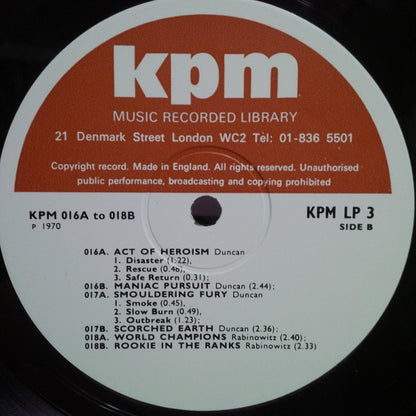 kpm
MUSIC RECORDED LIBRARY
21 Denmark Street London WC2 Tel: 01-836 5501
Copyright record. Made in England. All rights reserved. Unauthorised
public performance, broadcasting and copying prohibited
KPM 016A to 018B
P 1970
KPM LP 3
SIDE B
016A. ACT OF HEROISM Duncan
1. Disaster (1.22),
2. Rescue (0.46),
3. Safe Return (0.31);
016B. MANIAC PURSUIT Duncan (2.44);
017A. SMOULDERING FURY Duncan
1. Smoke (0.45),
2. Slow Burn (0.49),
3. Outbreak (1.23);
017B. SCORCHED EARTH Duncan (2.36);
018A. WORLD CHAMPIONS Rabinowitz (2.40);
018B. ROOKIE IN THE RANKS Rabinowitz (2.33)